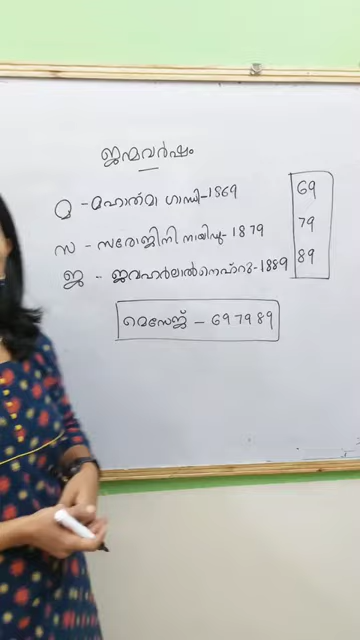 ജന്മവർഷം
മ - മഹാത്മാ ഗാന്ധി - 1869 69
സ - സരോജിനി നായിഡു - 1879 79
ജ - ജവഹർലാൽ നെഹ്റു - 1889 89
മെസേജ് - 697989